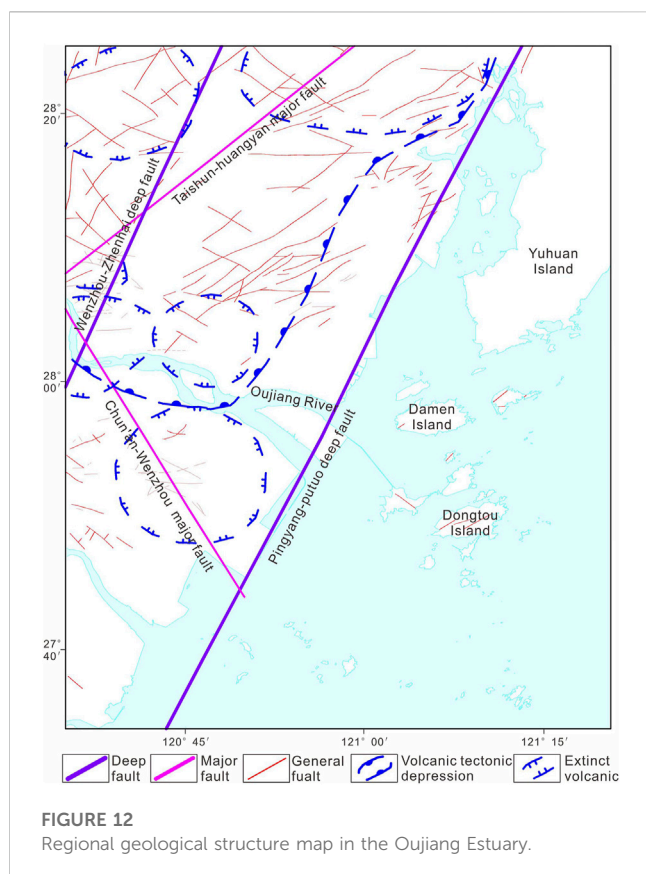 28°
20'
Taishun-huangyan major fault
Wenzhou-Zhenhai deep fault
Yuhuan
Island
28°
00'
Oujiang River
Damen
Island
Chun'an-Wenzhou major fault
Pingyang-putuo deep fault
Dongtou
Island
27°
40'
120° 45'
121° 00'
121° 15'
Deep
fault
Major
fault
General
fualt
Volcanic tectonic
depression
Extinct
volcanic
FIGURE 12
Regional geological structure map in the Oujiang Estuary.